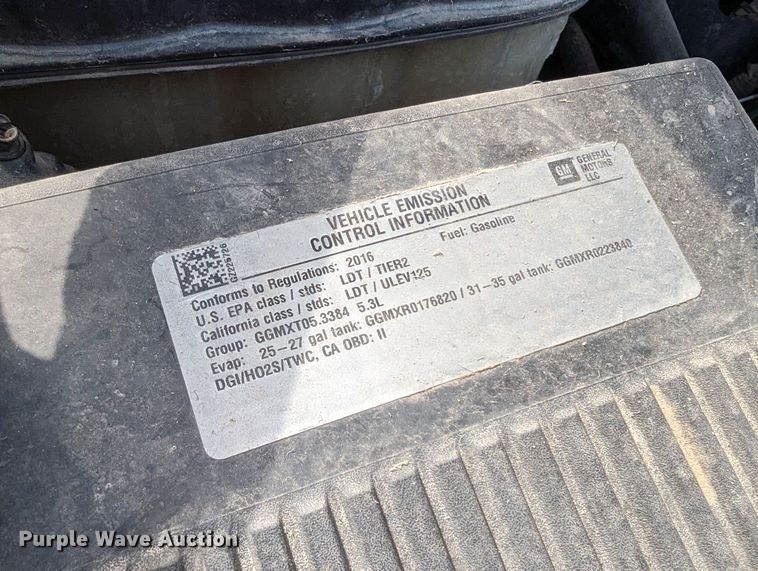 GM GENERAL
MOTORS
LLC
VEHICLE EMISSION
CONTROL INFORMATION
GZ225726
Conforms to Regulations: 2016 Fuel: Gasoline
U.S. EPA class / stds: LDT / TIER2
California class / stds: LDT / ULEV125
Group: GGMXT05.3384 5.3L
Evap: 25–27 gal tank: GGMXR0176820 / 31–35 gal tank: GGMXR0223840
DGI/HO2S/TWC, CA OBD: II
Purple Wave Auction